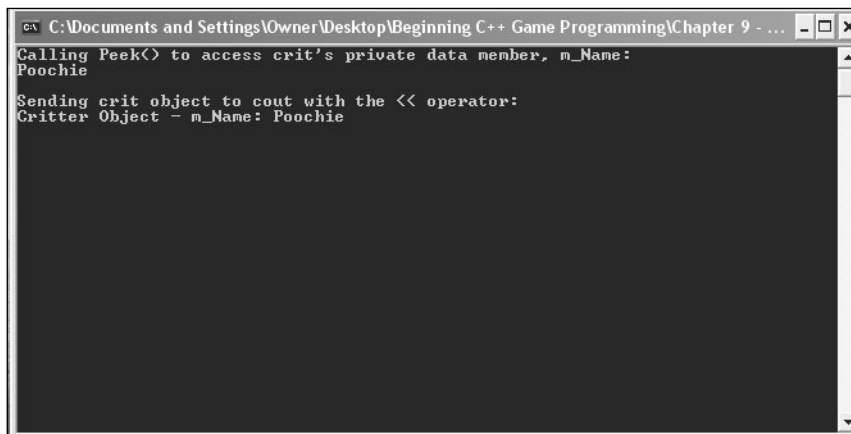 C:\Documents and Settings\Owner\Desktop\Beginning C++ Game Programming\Chapter 9 - ...
Calling Peek() to access crit's private data member, m_Name:
Poochie
Sending crit object to cout with the << operator:
Critter Object - m_Name: Poochie